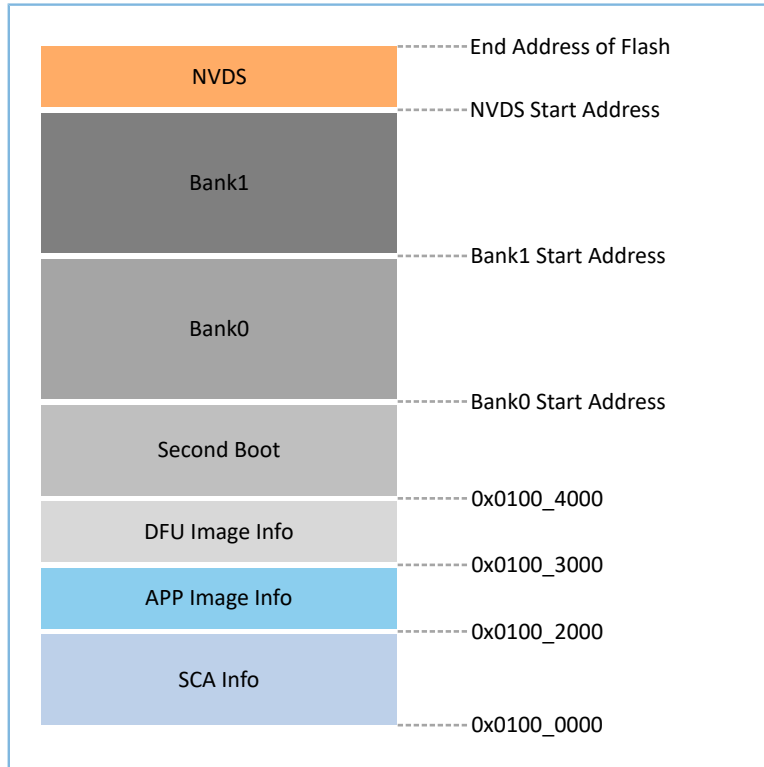 End Address of Flash
NVDS
NVDS Start Address
Bank1
Bank1 Start Address
Bank0
Bank0 Start Address
Second Boot
0x0100_4000
DFU Image Info
0x0100_3000
APP Image Info
0x0100_2000
SCA Info
0x0100_0000